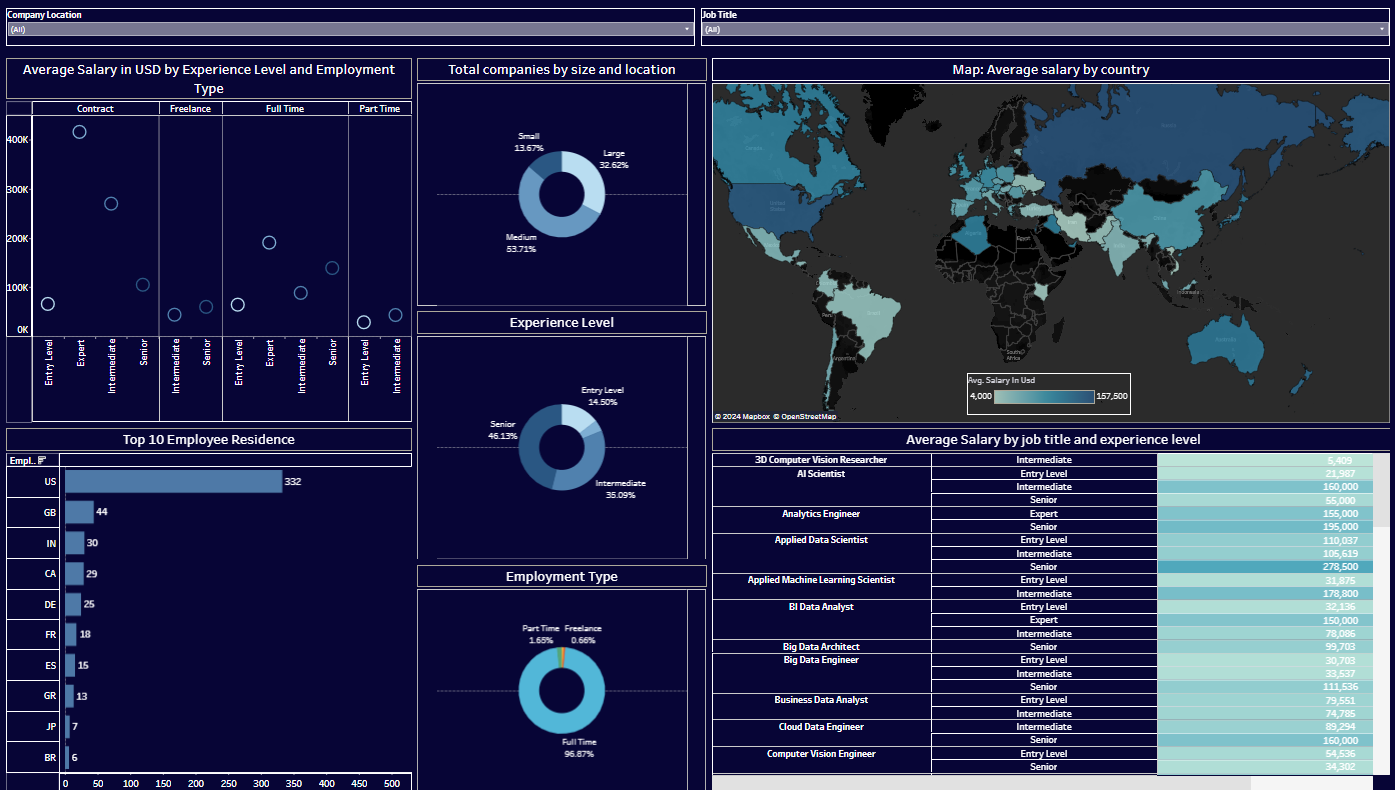 Company Location
(All)
Job Title
(All)
Average Salary in USD by Experience Level and Employment
Type
Contract Freelance Full Time Part Time
400K
300K
200K
100K
0K
Entry Level
Expert
Intermediate
Senior
Intermediate
Senior
Entry Level
Expert
Intermediate
Senior
Entry Level
Intermediate
Top 10 Employee Residence
Empl..
US 332
GB 44
IN 30
CA 29
DE 25
FR 18
ES 15
GR 13
JP 7
BR 6
0 50 100 150 200 250 300 350 400 450 500
Total companies by size and location
Small
13.67%
Large
32.62%
Medium
53.71%
Experience Level
Entry Level
14.50%
Senior
46.13%
Intermediate
35.09%
Employment Type
Part Time
1.65%
Freelance
0.66%
Full Time
96.87%
Map: Average salary by country
Canada
United
States
Brazil
Peru
Argentina
Algeria
Egypt
South
Africa
China
Indonesia
Australia
Avg. Salary In Usd
4,000 157,500
© 2024 Mapbox © OpenStreetMap
Average Salary by job title and experience level
3D Computer Vision Researcher Intermediate 5,409
AI Scientist Entry Level 21,987
Intermediate 160,000
Senior 55,000
Analytics Engineer Expert 155,000
Senior 195,000
Applied Data Scientist Entry Level 110,037
Intermediate 105,619
Senior 278,500
Applied Machine Learning Scientist Entry Level 31,875
Intermediate 178,800
BI Data Analyst Entry Level 32,136
Expert 150,000
Intermediate 78,086
Big Data Architect Senior 99,703
Big Data Engineer Entry Level 30,703
Intermediate 33,537
Senior 111,536
Business Data Analyst Entry Level 79,551
Intermediate 74,785
Cloud Data Engineer Intermediate 89,294
Senior 160,000
Computer Vision Engineer Entry Level 54,536
Senior 34,302